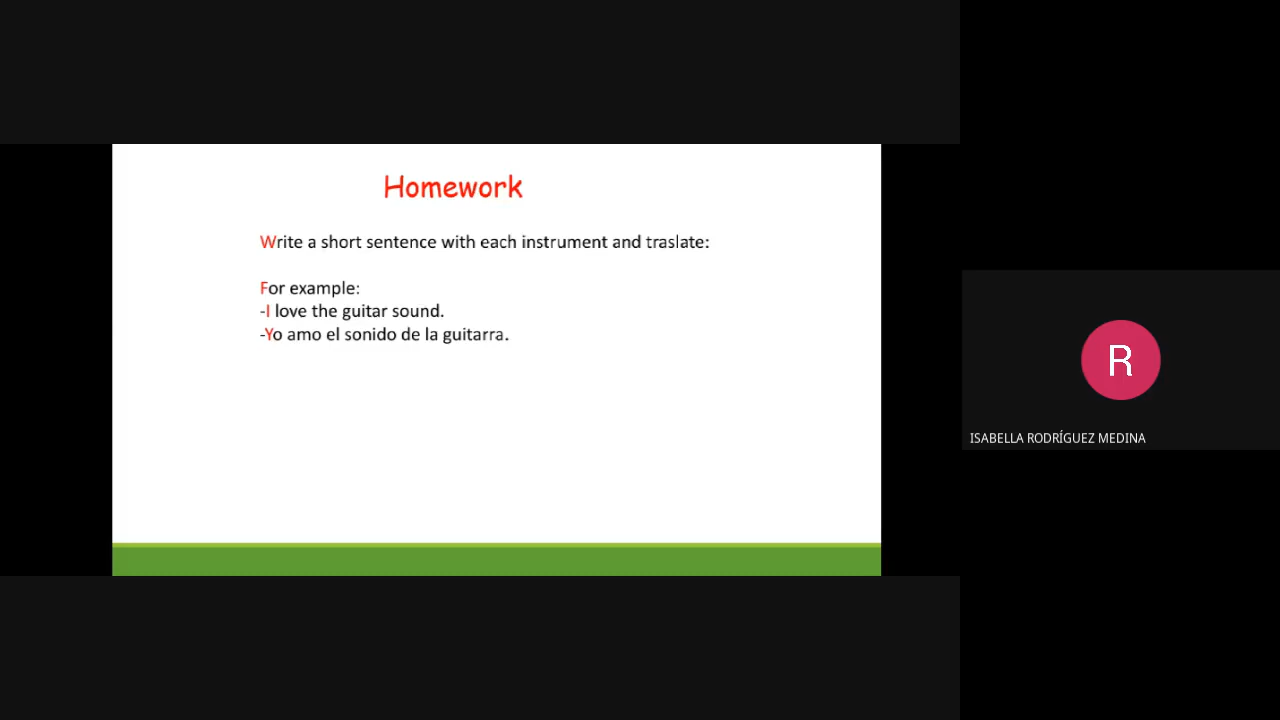 Homework
Write a short sentence with each instrument and traslate:
For example:
-I love the guitar sound.
-Yo amo el sonido de la guitarra.
R
ISABELLA RODRÍGUEZ MEDINA